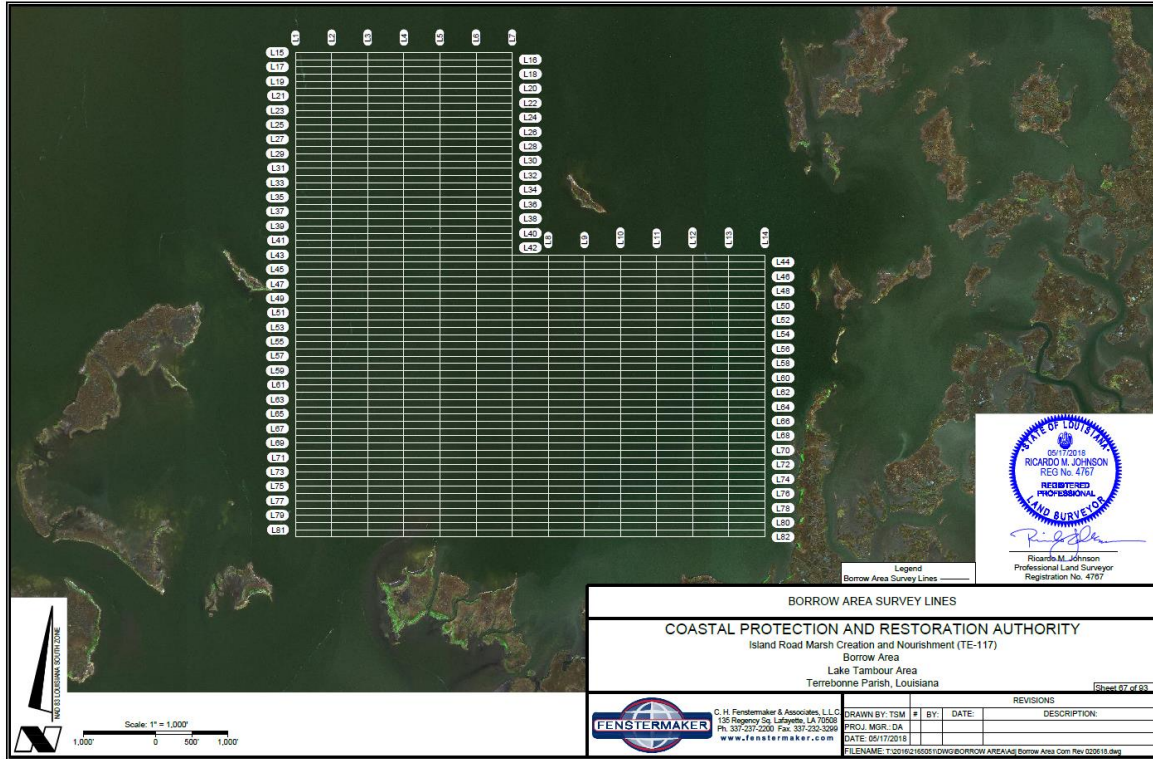 L1 L2 L3 L4 L5 L6 L7
L15
L16
L17
L18
L19
L20
L21
L22
L23
L24
L25
L26
L27
L28
L29
L30
L31
L32
L33
L34
L35
L36
L37
L38
L39
L40
L41
L42
L8 L9 L10 L11 L12 L13 L14
L43
L44
L45
L46
L47
L48
L49
L50
L51
L52
L53
L54
L55
L56
L57
L58
L59
L60
L61
L62
L63
L64
L65
L66
L67
L68
L69
L70
L71
L72
L73
L74
L75
L76
L77
L78
L79
L80
L81
L82
STATE OF LOUISIANA
05/17/2018
RICARDO M. JOHNSON
REG No. 4767
REGISTERED
PROFESSIONAL
LAND SURVEYOR
Ricardo M. Johnson
Professional Land Surveyor
Registration No. 4767
Legend
Borrow Area Survey Lines
NAD 83 LOUISIANA SOUTH ZONE
Scale: 1" = 1,000'
1,000' 0 500' 1,000'
BORROW AREA SURVEY LINES
COASTAL PROTECTION AND RESTORATION AUTHORITY
Island Road Marsh Creation and Nourishment (TE-117)
Borrow Area
Lake Tambour Area
Terrebonne Parish, Louisiana
Sheet 67 of 93
FENSTERMAKER
C. H. Fenstermaker & Associates, L.L.C.
135 Regency Sq. Lafayette, LA 70508
Ph. 337-237-2200 Fax. 337-232-3299
www.fenstermaker.com
REVISIONS
DRAWN BY: TSM # BY: DATE: DESCRIPTION:
PROJ. MGR.: DA
DATE: 05/17/2018
FILENAME: T:\2016\2165051\DWG\BORROW AREA\Adj Borrow Area Com Rev 020618.dwg